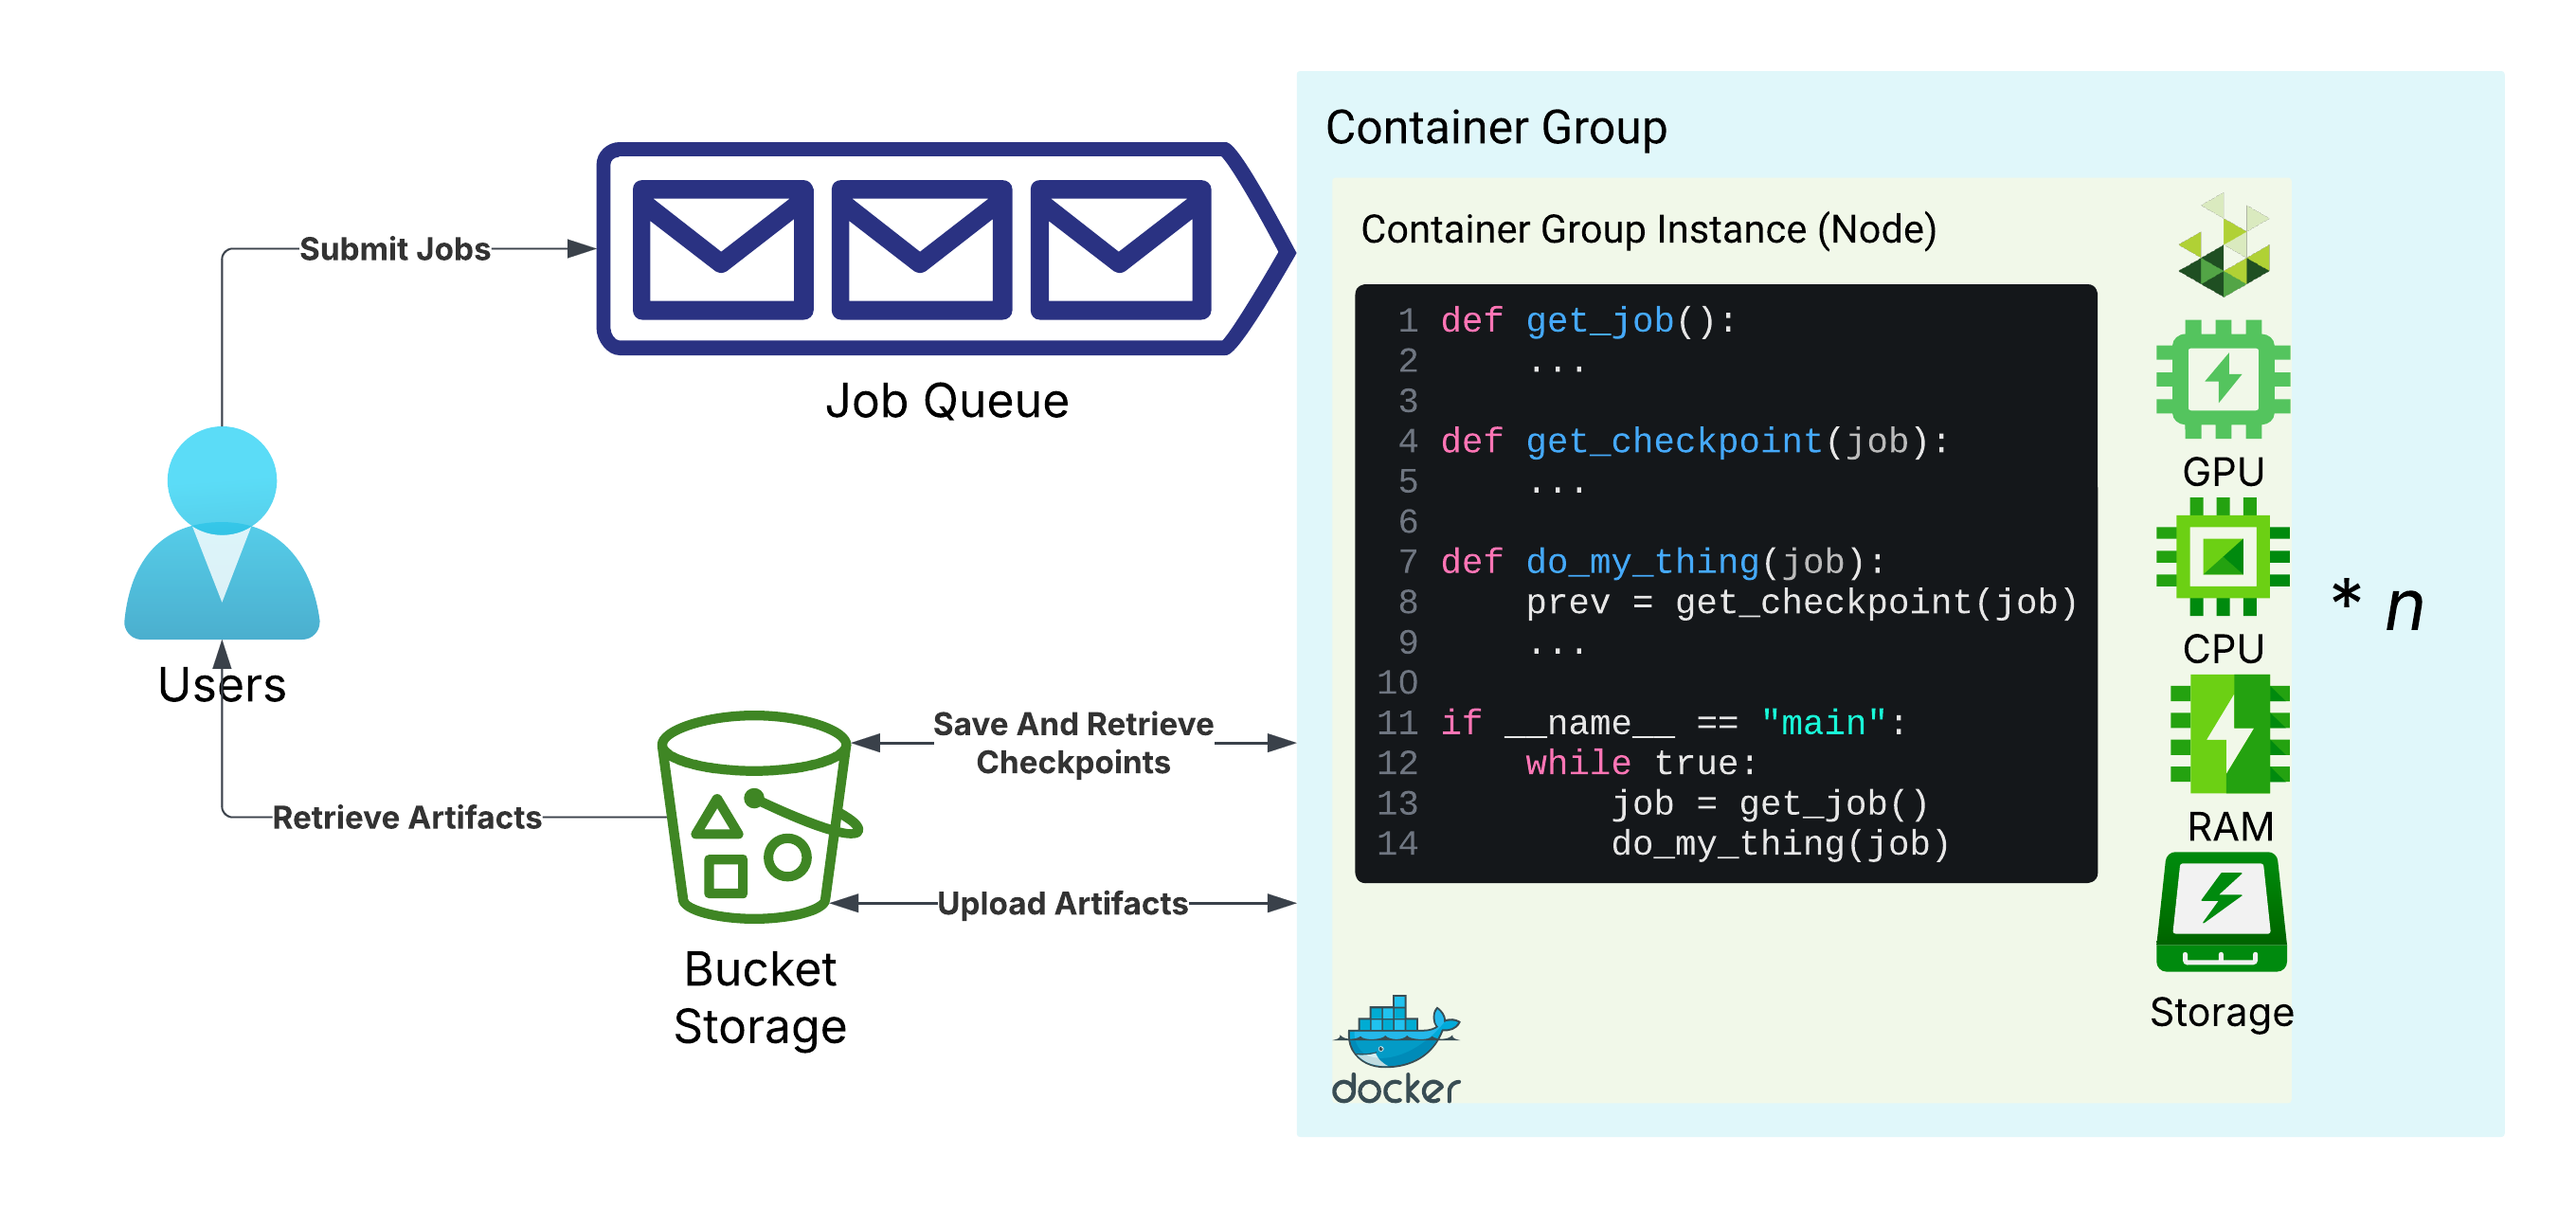 Container Group
Container Group Instance (Node)
Submit Jobs
Job Queue
Users
Save And Retrieve
Checkpoints
Retrieve Artifacts
Upload Artifacts
Bucket
Storage
1 def get_job():
2     ...
3
4 def get_checkpoint(job):
5     ...
6
7 def do_my_thing(job):
8     prev = get_checkpoint(job)
9     ...
10
11 if __name__ == "main":
12     while true:
13         job = get_job()
14         do_my_thing(job)
GPU
CPU
RAM
Storage
* n
docker